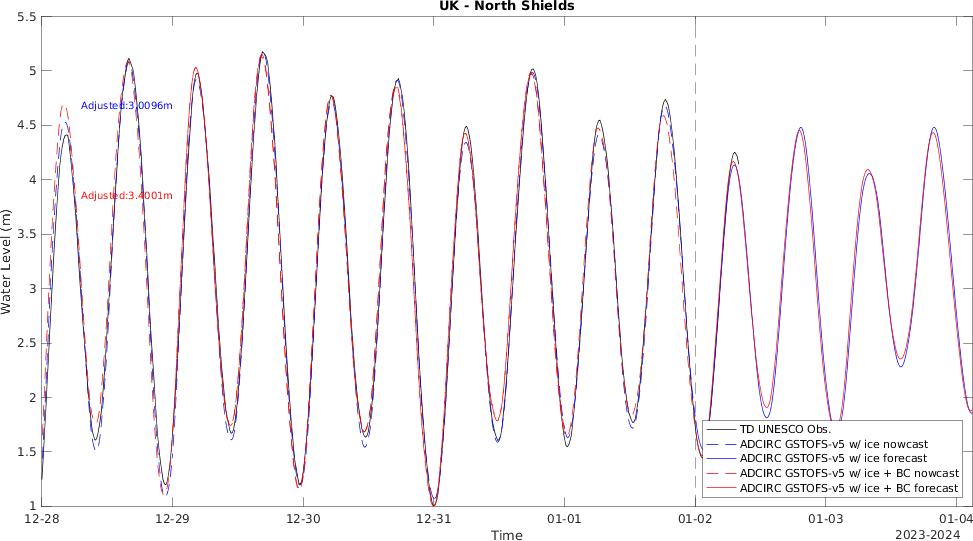 UK - North Shields
5.5
5
4.5
4
3.5
3
2.5
2
1.5
1
Water Level (m)
Adjusted:3.0096m
Adjusted:3.4001m
TD UNESCO Obs.
ADCIRC GSTOFS-v5 w/ ice nowcast
ADCIRC GSTOFS-v5 w/ ice forecast
ADCIRC GSTOFS-v5 w/ ice + BC nowcast
ADCIRC GSTOFS-v5 w/ ice + BC forecast
12-28 12-29 12-30 12-31 01-01 01-02 01-03 01-04
Time
2023-2024